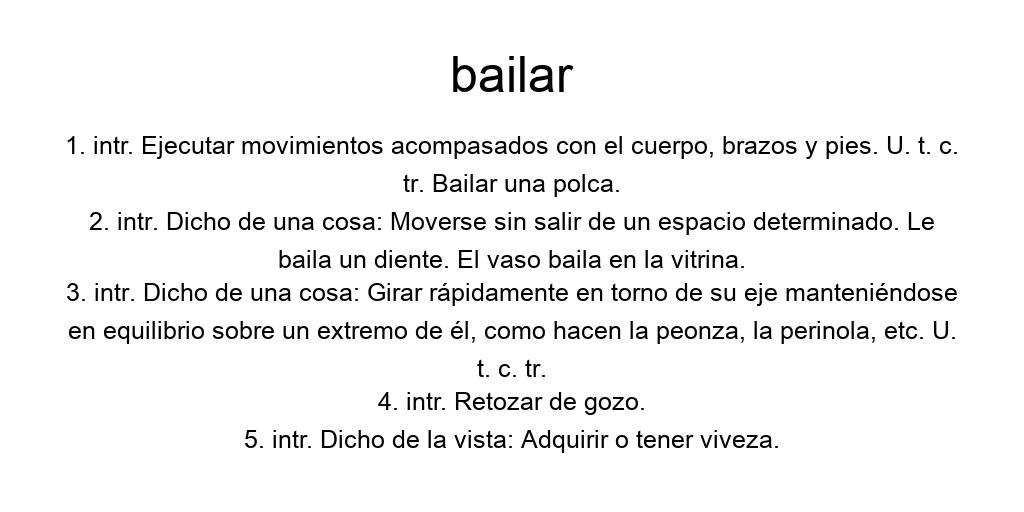 bailar
1. intr. Ejecutar movimientos acompasados con el cuerpo, brazos y pies. U. t. c.
tr. Bailar una polca.
2. intr. Dicho de una cosa: Moverse sin salir de un espacio determinado. Le
baila un diente. El vaso baila en la vitrina.
3. intr. Dicho de una cosa: Girar rápidamente en torno de su eje manteniéndose
en equilibrio sobre un extremo de él, como hacen la peonza, la perinola, etc. U.
t. c. tr.
4. intr. Retozar de gozo.
5. intr. Dicho de la vista: Adquirir o tener viveza.